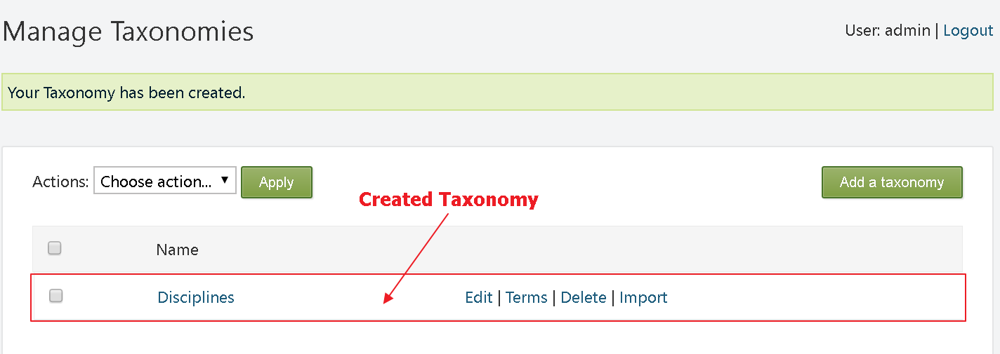 Manage Taxonomies
User: admin | Logout
Your Taxonomy has been created.
Actions: Choose action... Apply
Add a taxonomy
Created Taxonomy
Name
Disciplines Edit | Terms | Delete | Import